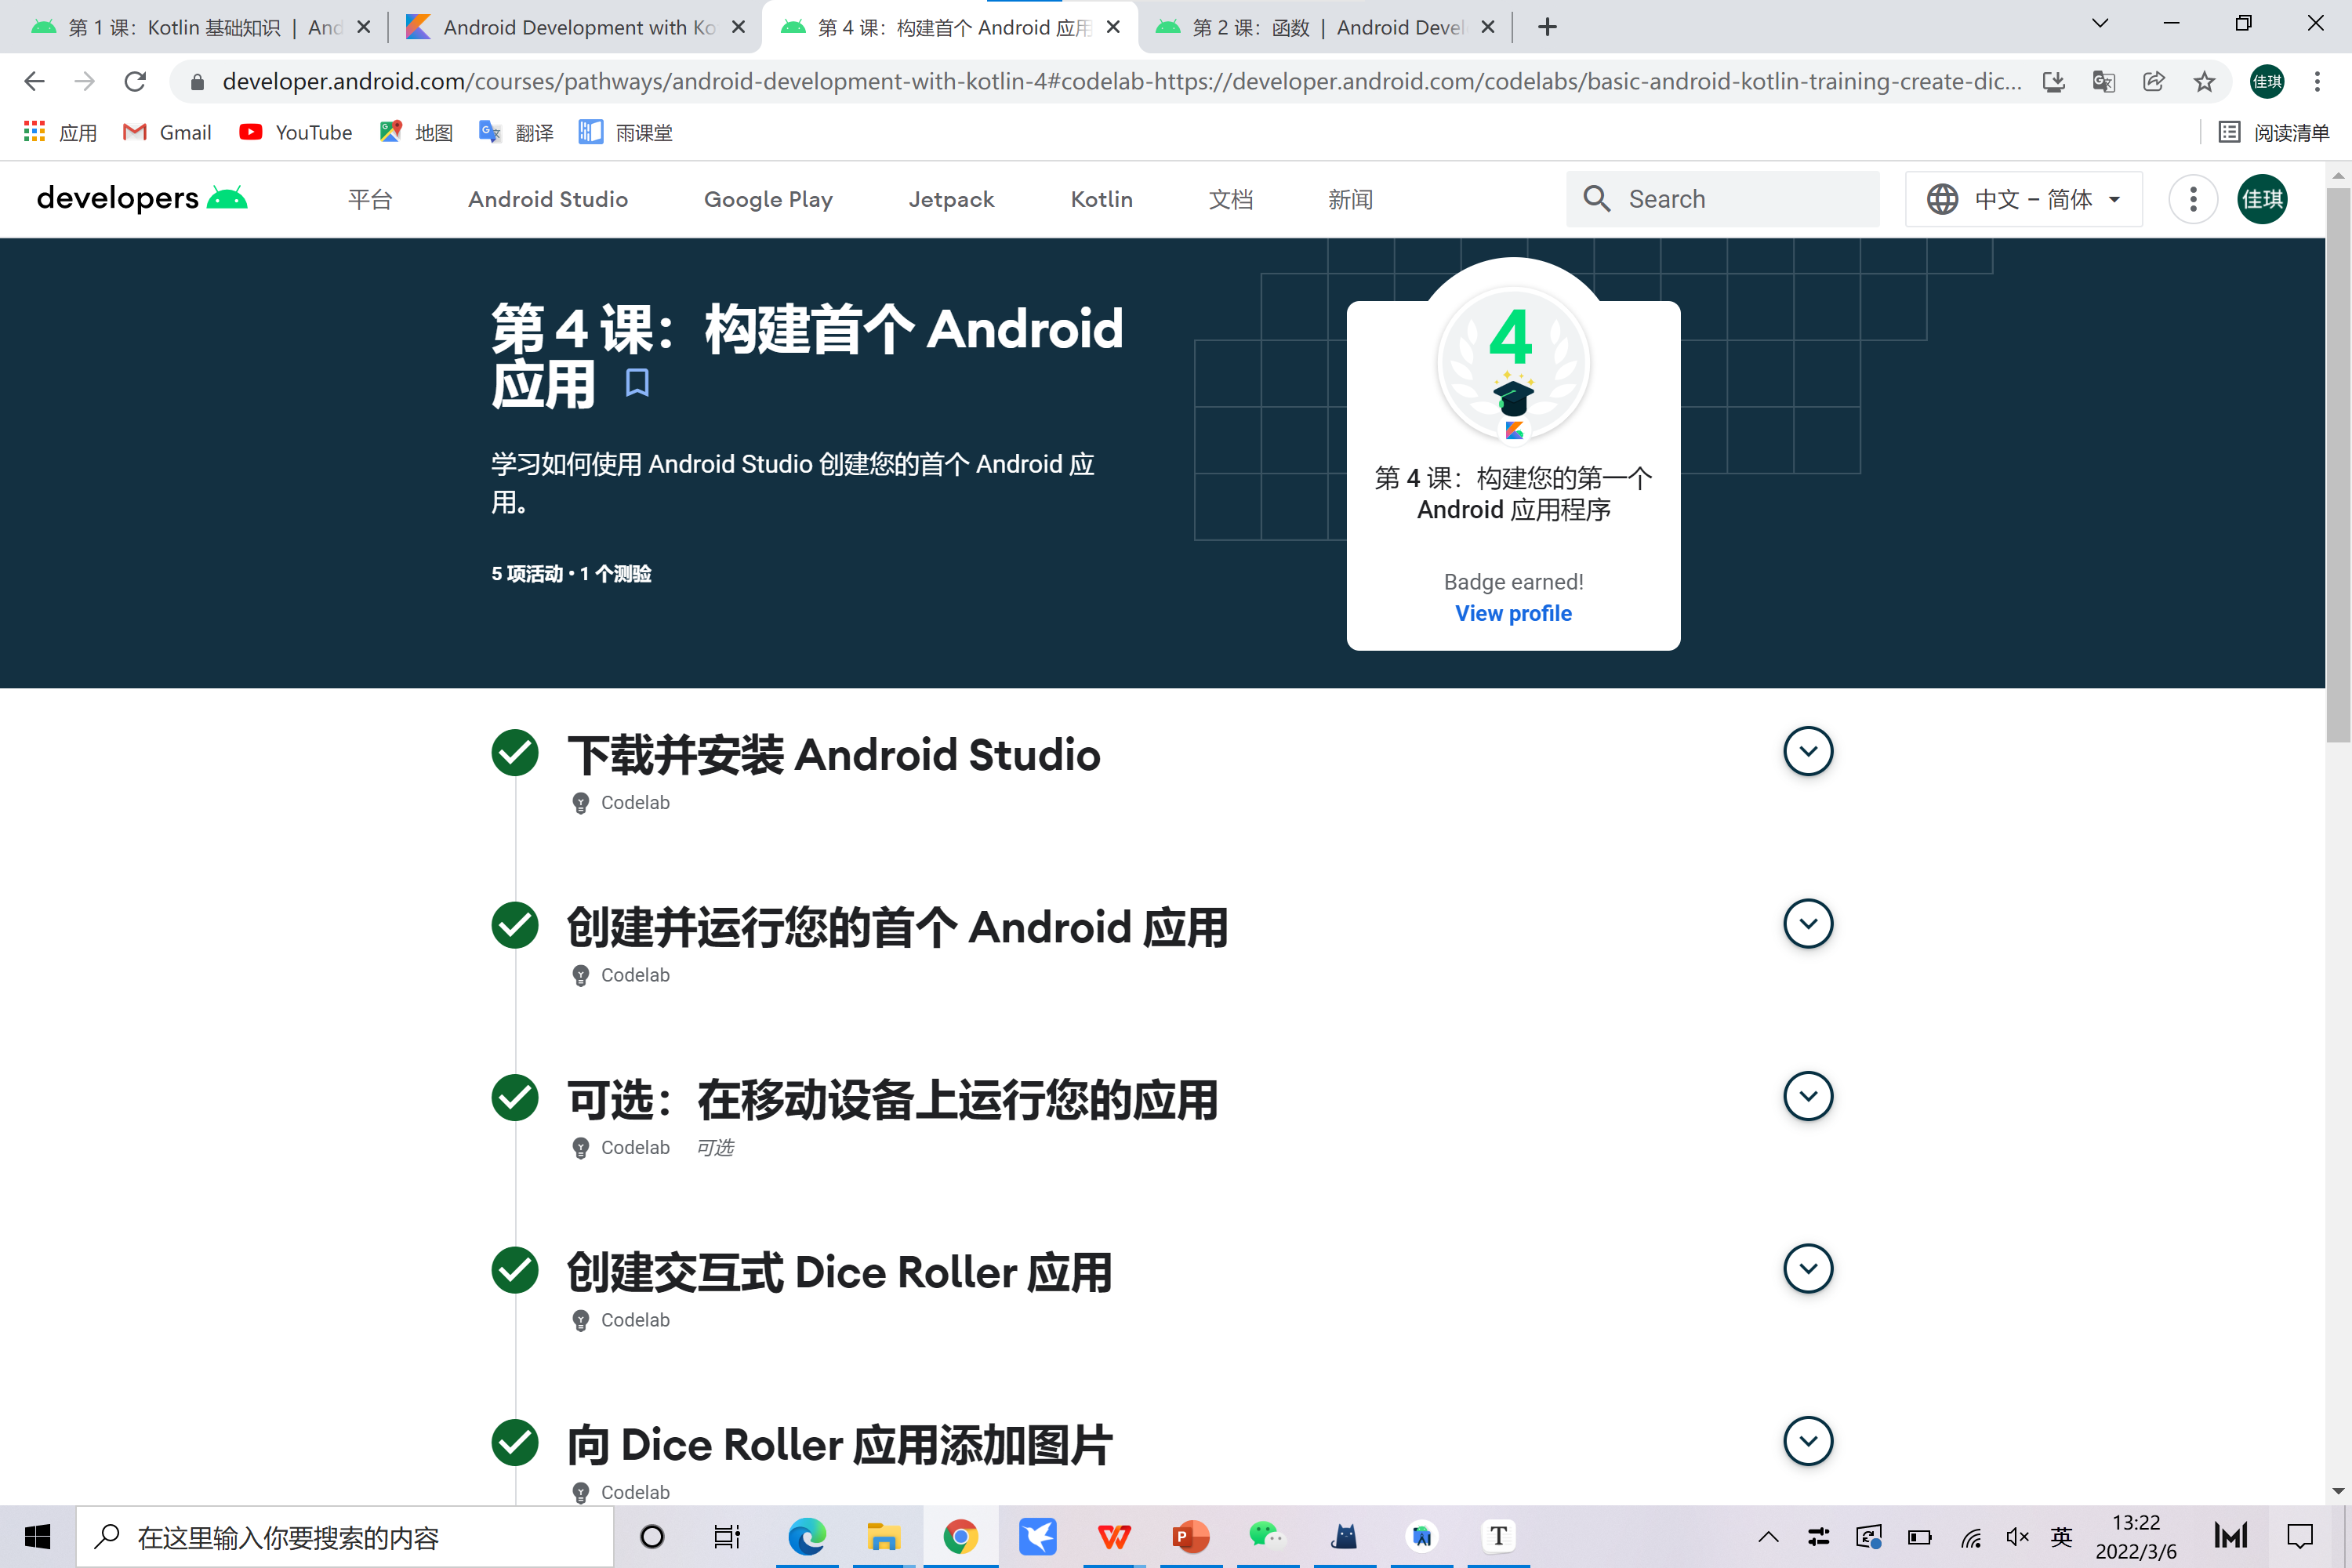 第 1 课：Kotlin 基础知识 | And
Android Development with Ko
第 4 课：构建首个 Android 应用
第 2 课：函数 | Android Devel
developer.android.com/courses/pathways/android-development-with-kotlin-4#codelab-https://developer.android.com/codelabs/basic-android-kotlin-training-create-dic...
佳琪
应用
Gmail
YouTube
地图
翻译
雨课堂
阅读清单
developers
平台
Android Studio
Google Play
Jetpack
Kotlin
文档
新闻
Search
中文 – 简体
佳琪
第 4 课：构建首个 Android
应用
学习如何使用 Android Studio 创建您的首个 Android 应
用。
5 项活动 • 1 个测验
4
第 4 课：构建您的第一个
Android 应用程序
Badge earned!
View profile
下载并安装 Android Studio
Codelab
创建并运行您的首个 Android 应用
Codelab
可选：在移动设备上运行您的应用
Codelab 可选
创建交互式 Dice Roller 应用
Codelab
向 Dice Roller 应用添加图片
Codelab
在这里输入你要搜索的内容
英
13:22
2022/3/6